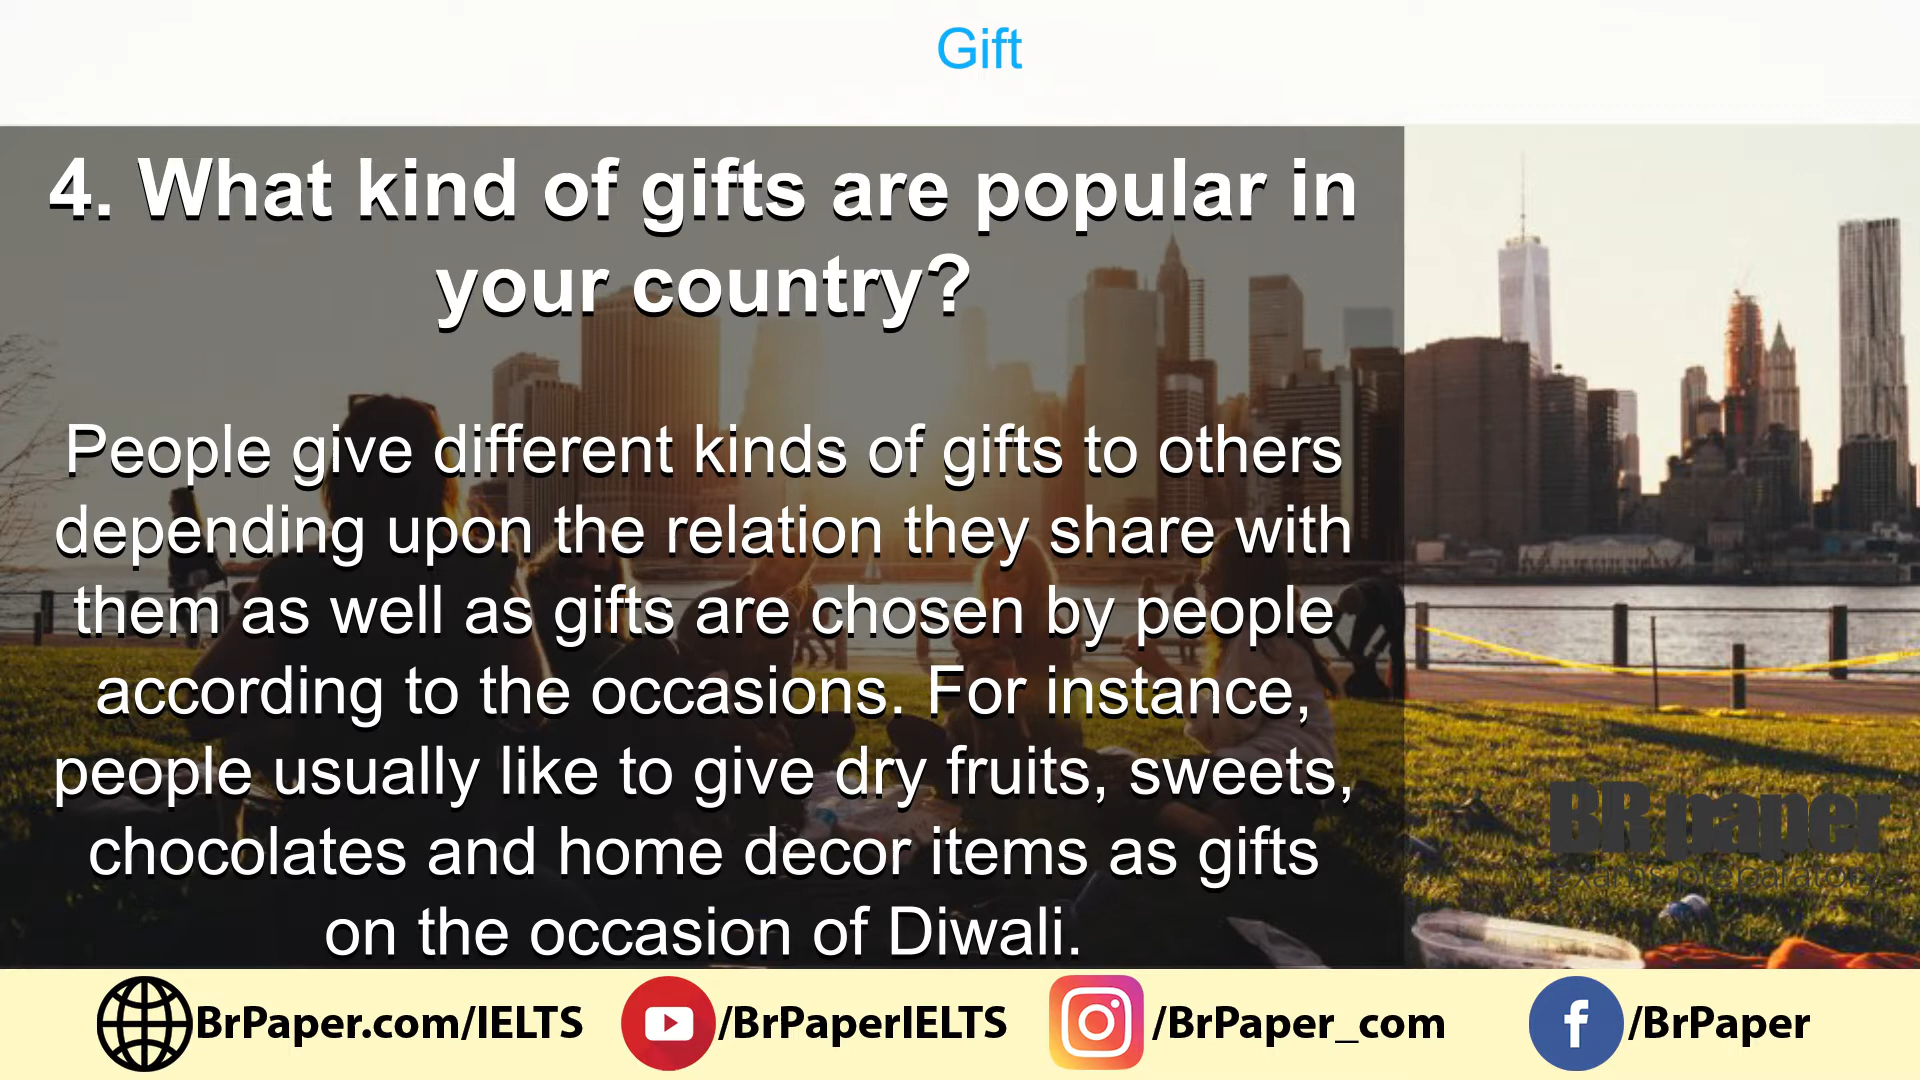 Gift
4. What kind of gifts are popular in
your country?
People give different kinds of gifts to others
depending upon the relation they share with
them as well as gifts are chosen by people
according to the occasions. For instance,
people usually like to give dry fruits, sweets,
chocolates and home decor items as gifts
on the occasion of Diwali.
BR paper
exams preparatory
BrPaper.com/IELTS
/BrPaperIELTS
/BrPaper_com
/BrPaper